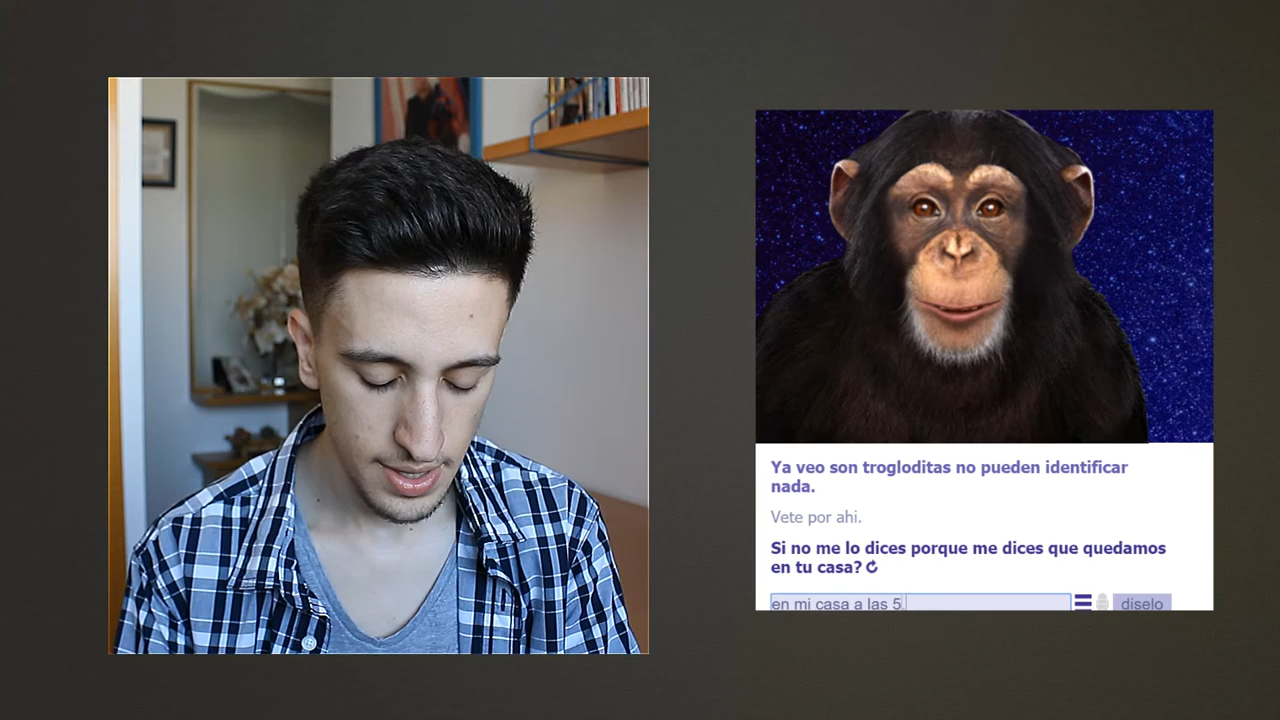 Ya veo son trogloditas no pueden identificar
nada.
Vete por ahi.
Si no me lo dices porque me dices que quedamos
en tu casa?
en mi casa a las 5
diselo